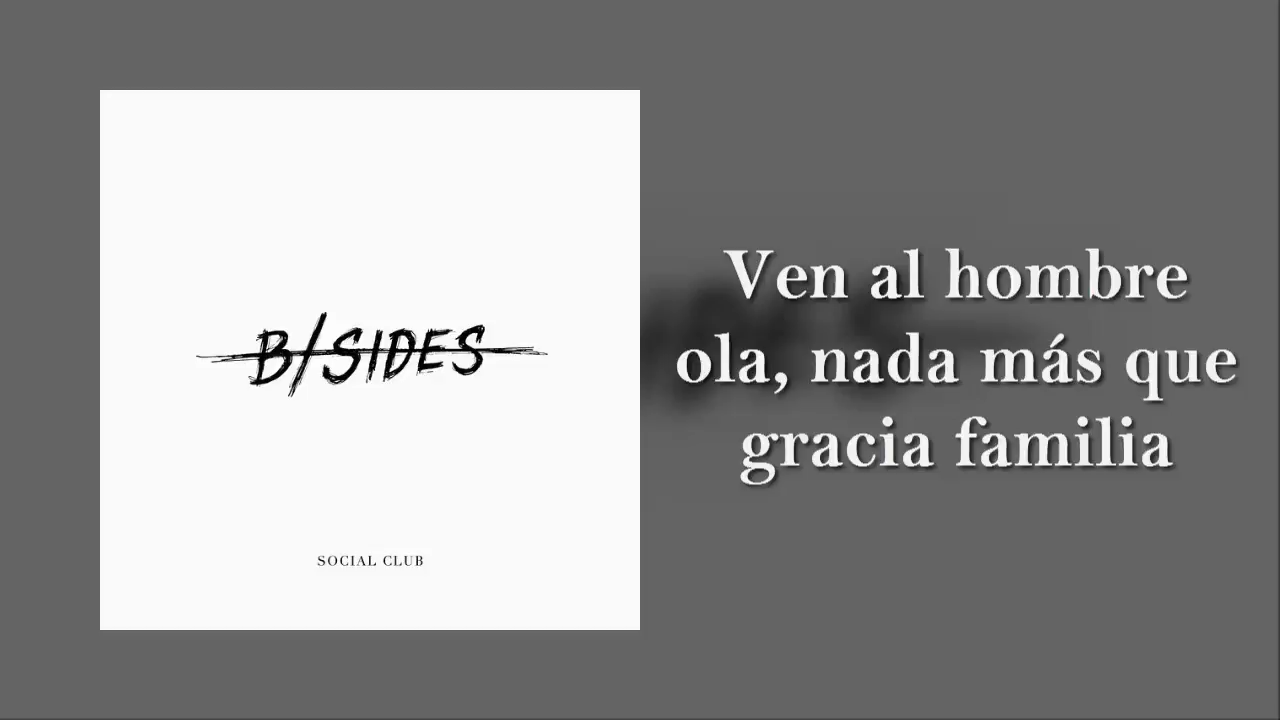 B/SIDES
SOCIAL CLUB
Ven al hombre
ola, nada más que
gracia familia